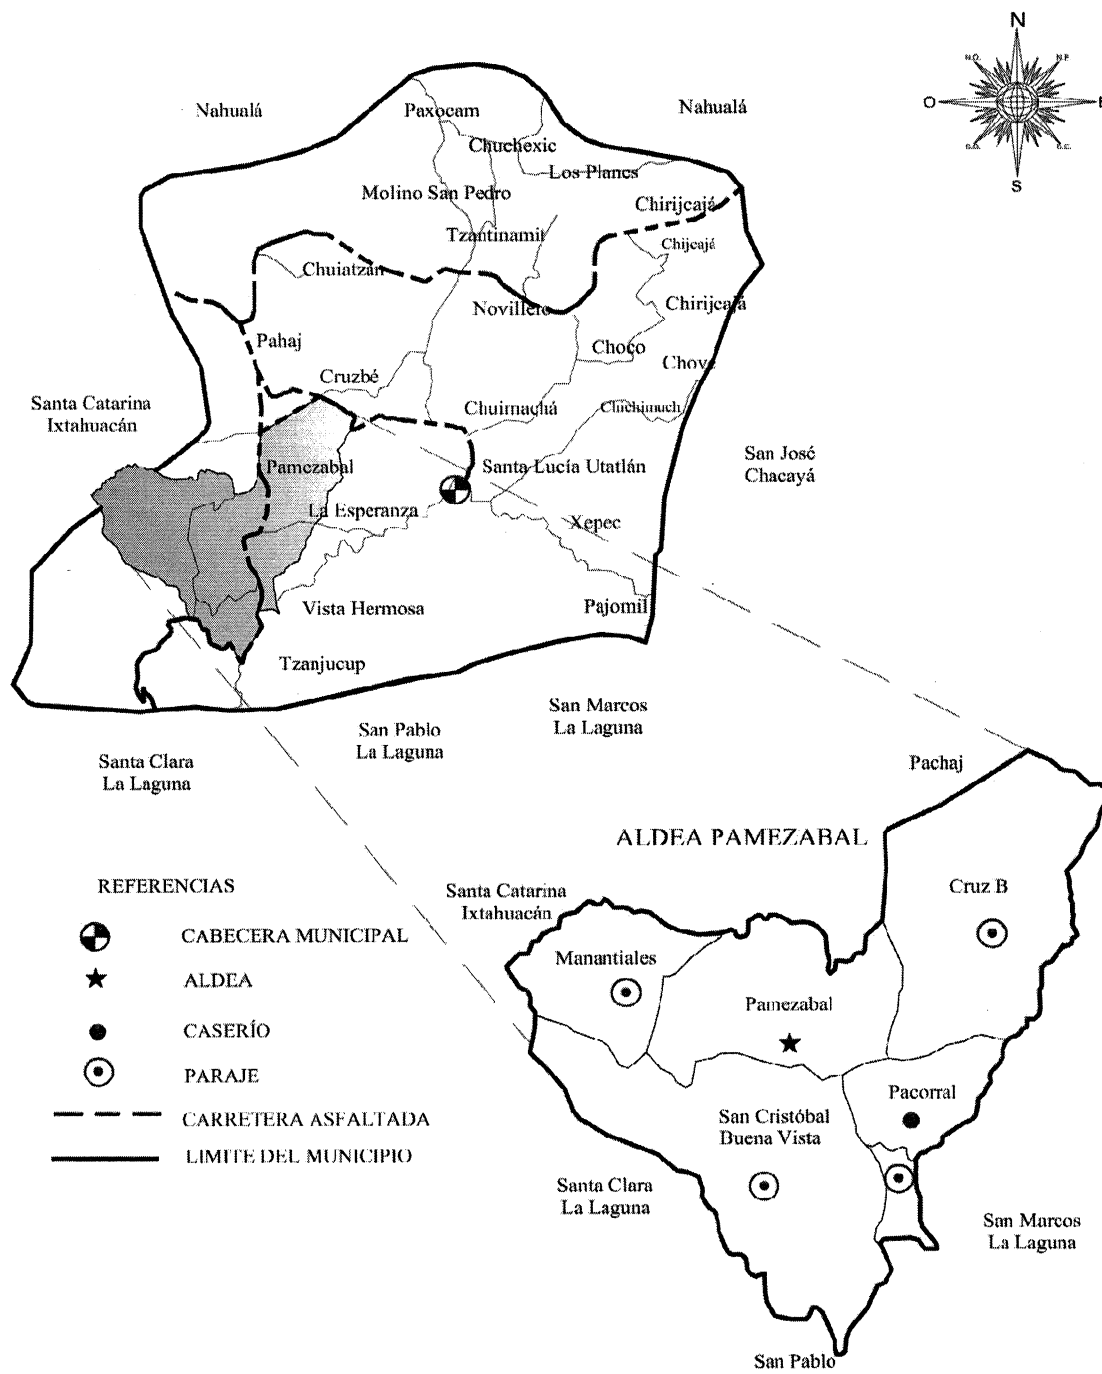 N
N.O.
O
S
Nahualá
Paxocam
Nahualá
Chuchexic
Los Planes
Molino San Pedro
Chirijcajá
Tzantinamit
Chijcajá
Chuiatzán
Novillero
Chirijcajá
Pahaj
Choco
Chove
Cruzbé
Santa Catarina
Ixtahuacán
Chuimachá
Chichimuch
San José
Chacayá
Pamezabal
Santa Lucía Utatlán
La Esperanza
Xepec
Vista Hermosa
Pajomil
Tzanjucup
San Marcos
La Laguna
San Pablo
La Laguna
Santa Clara
La Laguna
Pachaj
ALDEA PAMEZABAL
REFERENCIAS
CABECERA MUNICIPAL
ALDEA
CASERÍO
PARAJE
CARRETERA ASFALTADA
LIMITE DEL MUNICIPIO
Santa Catarina
Ixtahuacán
Cruz B
Manantiales
Pamezabal
Pacorral
San Cristóbal
Buena Vista
Santa Clara
La Laguna
San Marcos
La Laguna
San Pablo